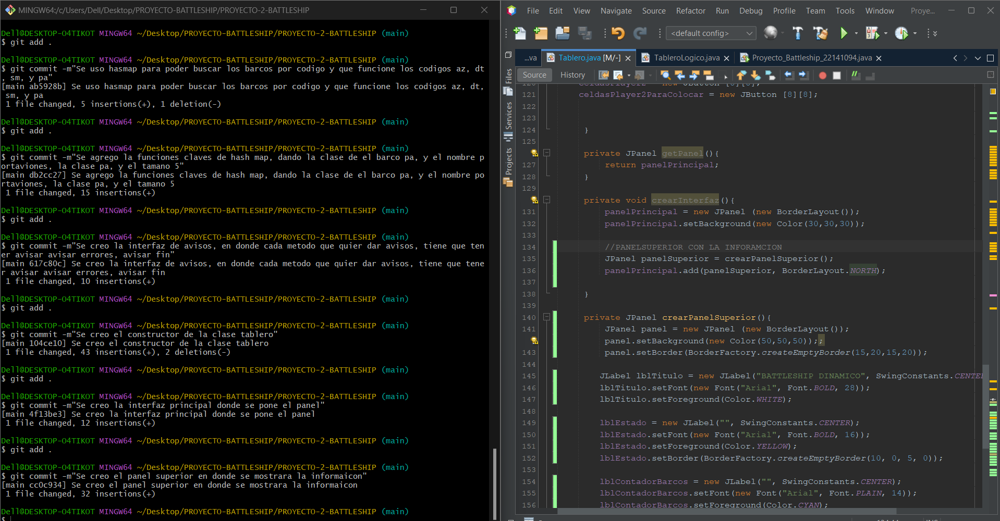 MINGW64:/c/Users/Dell/Desktop/PROYECTO-BATTLESHIP/PROYECTO-2-BATTLESHIP
Dell@DESKTOP-O4TIKOT MINGW64 ~/Desktop/PROYECTO-BATTLESHIP/PROYECTO-2-BATTLESHIP (main)
$ git add .
Dell@DESKTOP-O4TIKOT MINGW64 ~/Desktop/PROYECTO-BATTLESHIP/PROYECTO-2-BATTLESHIP (main)
$ git commit -m"Se uso hasmap para poder buscar los barcos por codigo y que funcione los codigos az, dt
, sm, y pa"
[main ab5928b] Se uso hasmap para poder buscar los barcos por codigo y que funcione los codigos az, dt,
sm, y pa
1 file changed, 5 insertions(+), 1 deletion(-)
Dell@DESKTOP-O4TIKOT MINGW64 ~/Desktop/PROYECTO-BATTLESHIP/PROYECTO-2-BATTLESHIP (main)
$ git add .
Dell@DESKTOP-O4TIKOT MINGW64 ~/Desktop/PROYECTO-BATTLESHIP/PROYECTO-2-BATTLESHIP (main)
$ git commit -m"Se agrego la funciones claves de hash map, dando la clase de el barco pa, y el nombre p
ortaviones, la clase pa, y el tamano 5"
[main db2cc27] Se agrego la funciones claves de hash map, dando la clase de el barco pa, y el nombre po
rtaviones, la clase pa, y el tamano 5
1 file changed, 15 insertions(+)
Dell@DESKTOP-O4TIKOT MINGW64 ~/Desktop/PROYECTO-BATTLESHIP/PROYECTO-2-BATTLESHIP (main)
$ git add .
Dell@DESKTOP-O4TIKOT MINGW64 ~/Desktop/PROYECTO-BATTLESHIP/PROYECTO-2-BATTLESHIP (main)
$ git commit -m"Se creo la interfaz de avisos, en donde cada metodo que quier dar avisos, tiene que ten
er avisar avisar errores, avisar fin"
[main 617c80c] Se creo la interfaz de avisos, en donde cada metodo que quier dar avisos, tiene que tene
r avisar avisar errores, avisar fin
1 file changed, 10 insertions(+)
Dell@DESKTOP-O4TIKOT MINGW64 ~/Desktop/PROYECTO-BATTLESHIP/PROYECTO-2-BATTLESHIP (main)
$ git add .
Dell@DESKTOP-O4TIKOT MINGW64 ~/Desktop/PROYECTO-BATTLESHIP/PROYECTO-2-BATTLESHIP (main)
$ git commit -m"Se creo el constructor de la clase tablero"
[main 104ce10] Se creo el constructor de la clase tablero
1 file changed, 43 insertions(+), 2 deletions(-)
Dell@DESKTOP-O4TIKOT MINGW64 ~/Desktop/PROYECTO-BATTLESHIP/PROYECTO-2-BATTLESHIP (main)
$ git add .
Dell@DESKTOP-O4TIKOT MINGW64 ~/Desktop/PROYECTO-BATTLESHIP/PROYECTO-2-BATTLESHIP (main)
$ git commit -m"Se creo la interfaz principal donde se pone el panel"
[main 4f13be3] Se creo la interfaz principal donde se pone el panel
1 file changed, 12 insertions(+)
Dell@DESKTOP-O4TIKOT MINGW64 ~/Desktop/PROYECTO-BATTLESHIP/PROYECTO-2-BATTLESHIP (main)
$ git add .
Dell@DESKTOP-O4TIKOT MINGW64 ~/Desktop/PROYECTO-BATTLESHIP/PROYECTO-2-BATTLESHIP (main)
$ git commit -m"Se creo el panel superior en donde se mostrara la informaicon"
[main cc0c934] Se creo el panel superior en donde se mostrara la informaicon
1 file changed, 32 insertions(+)
Dell@DESKTOP-O4TIKOT MINGW64 ~/Desktop/PROYECTO-BATTLESHIP/PROYECTO-2-BATTLESHIP (main)
$
File Edit View Navigate Source Refactor Run Debug Profile Team Tools Window Proye...
<default config>
...va Tablero.java [M/-] TableroLogico.java Proyecto_Battleship_22141094.java
Source History
Files
Services
Projects
120 celdasPlayer2 = new JButton [8][8];
121 celdasPlayer2ParaColocar = new JButton [8][8];
122
123
124 }
125
private JPanel getPanel(){
127 return panelPrincipal;
128 }
129
private void crearInterfaz(){
131 panelPrincipal = new JPanel (new BorderLayout());
132 panelPrincipal.setBackground(new Color(30,30,30));
133
134 //PANELSUPERIOR CON LA INFORAMCION
135 JPanel panelSuperior = crearPanelSuperior();
136 panelPrincipal.add(panelSuperior, BorderLayout.NORTH);
137
138 }
139
140 private JPanel crearPanelSuperior(){
141 JPanel panel = new JPanel (new BorderLayout());
panel.setBackground(new Color(50,50,50));;
143 panel.setBorder(BorderFactory.createEmptyBorder(15,20,15,20));
144
145 JLabel lblTitulo = new JLabel("BATTLESHIP DINAMICO", SwingConstants.CENTER
146 lblTitulo.setFont(new Font("Arial", Font.BOLD, 28));
147 lblTitulo.setForeground(Color.WHITE);
148
149 lblEstado = new JLabel("", SwingConstants.CENTER);
150 lblEstado.setFont(new Font("Arial", Font.BOLD, 16));
151 lblEstado.setForeground(Color.YELLOW);
152 lblEstado.setBorder(BorderFactory.createEmptyBorder(10, 0, 5, 0));
153
154 lblContadorBarcos = new JLabel("", SwingConstants.CENTER);
155 lblContadorBarcos.setFont(new Font("Arial", Font.PLAIN, 14));
156 lblContadorBarcos.setForeground(Color.CYAN);